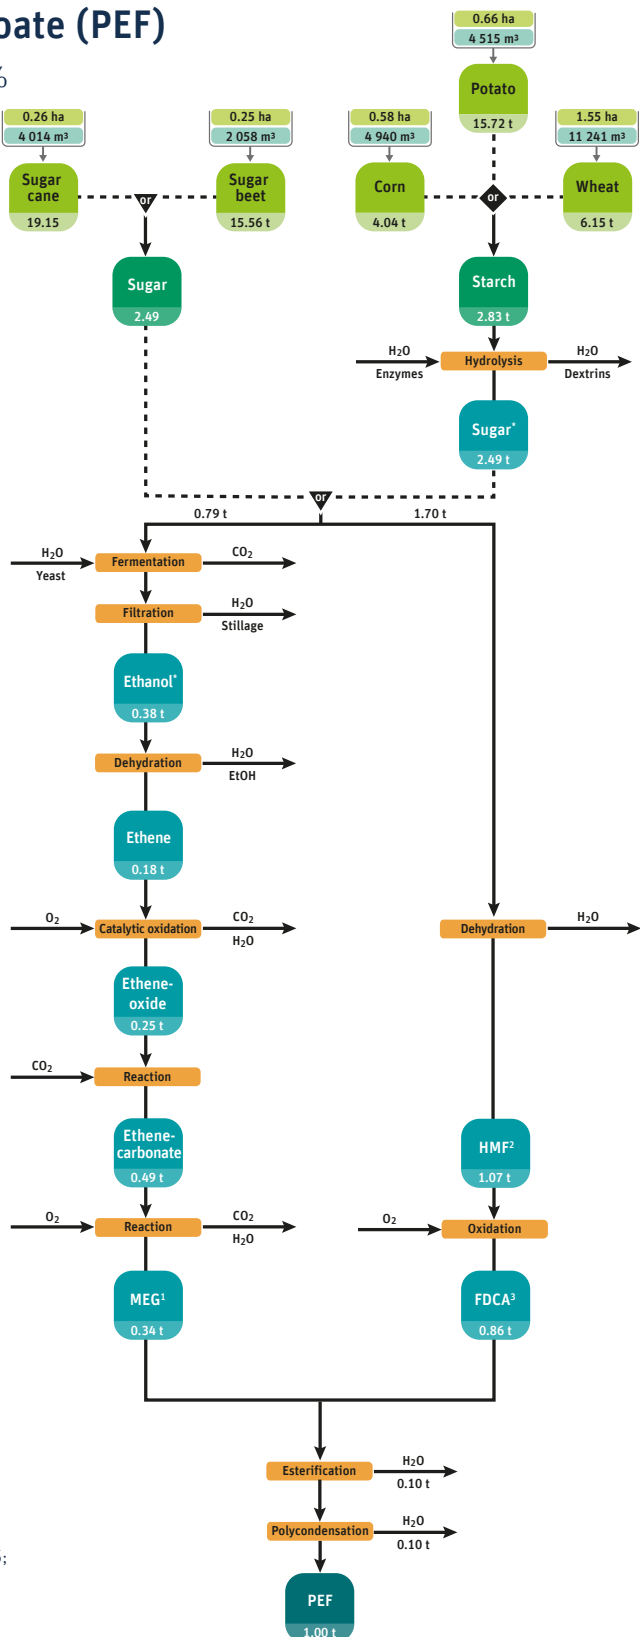 oate (PEF)
%
0.66 ha
4 515 m³
Potato
15.72 t
0.26 ha
4 014 m³
Sugar
cane
19.15
or
0.25 ha
2 058 m³
Sugar
beet
15.56 t
0.58 ha
4 940 m³
Corn
4.04 t
or
1.55 ha
11 241 m³
Wheat
6.15 t
Sugar
2.49
Starch
2.83 t
H₂O
Enzymes
Hydrolysis
H₂O
Dextrins
Sugar*
2.49 t
or
0.79 t
1.70 t
H₂O
Yeast
Fermentation
CO₂
Filtration
H₂O
Stillage
Ethanol*
0.38 t
Dehydration
H₂O
EtOH
Ethene
0.18 t
O₂
Catalytic oxidation
CO₂
H₂O
Dehydration
H₂O
Ethene-
oxide
0.25 t
CO₂
Reaction
Ethene-
carbonate
0.49 t
HMF²
1.07 t
O₂
Reaction
CO₂
H₂O
O₂
Oxidation
MEG¹
0.34 t
FDCA³
0.86 t
Esterification
H₂O
0.10 t
Polycondensation
H₂O
0.10 t
PEF
1.00 t